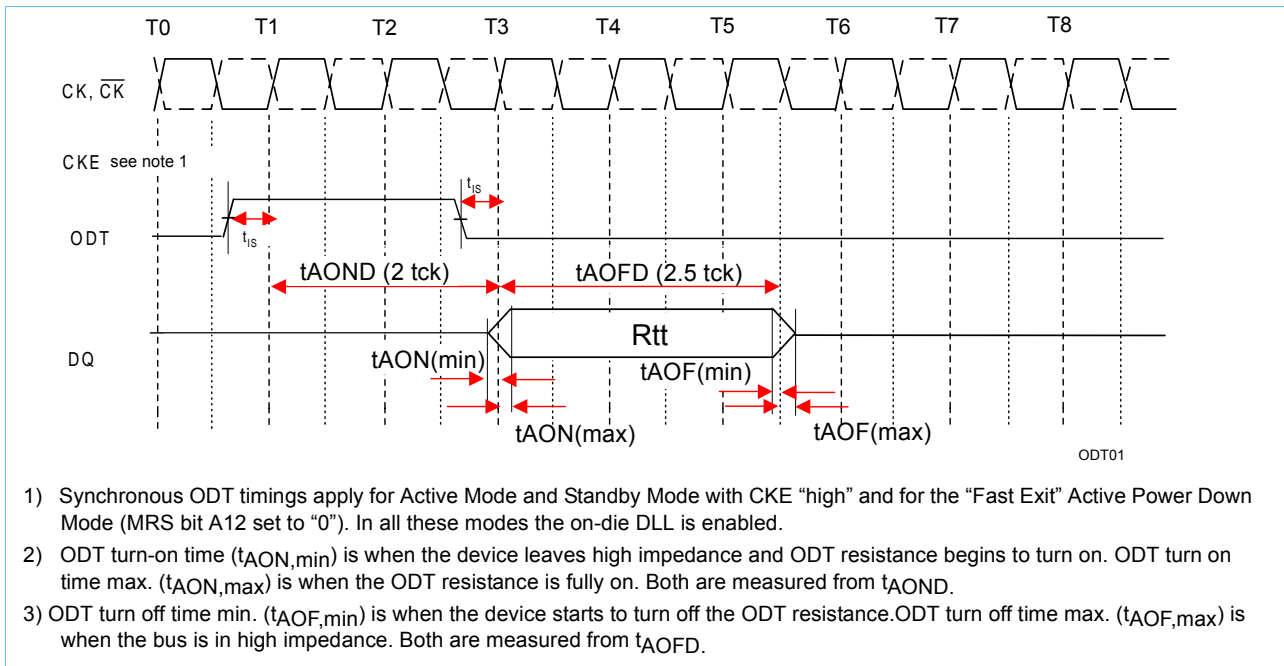 T0 T1 T2 T3 T4 T5 T6 T7 T8
CK, CK
CKE see note 1
tIS
ODT
tIS
tAOND (2 tck) tAOFD (2.5 tck)
Rtt
DQ
tAON(min) tAOF(min)
tAON(max) tAOF(max)
ODT01
1) Synchronous ODT timings apply for Active Mode and Standby Mode with CKE “high” and for the “Fast Exit” Active Power Down
Mode (MRS bit A12 set to “0”). In all these modes the on-die DLL is enabled.
2) ODT turn-on time (tAON,min) is when the device leaves high impedance and ODT resistance begins to turn on. ODT turn on
time max. (tAON,max) is when the ODT resistance is fully on. Both are measured from tAOND.
3) ODT turn off time min. (tAOF,min) is when the device starts to turn off the ODT resistance.ODT turn off time max. (tAOF,max) is
when the bus is in high impedance. Both are measured from tAOFD.